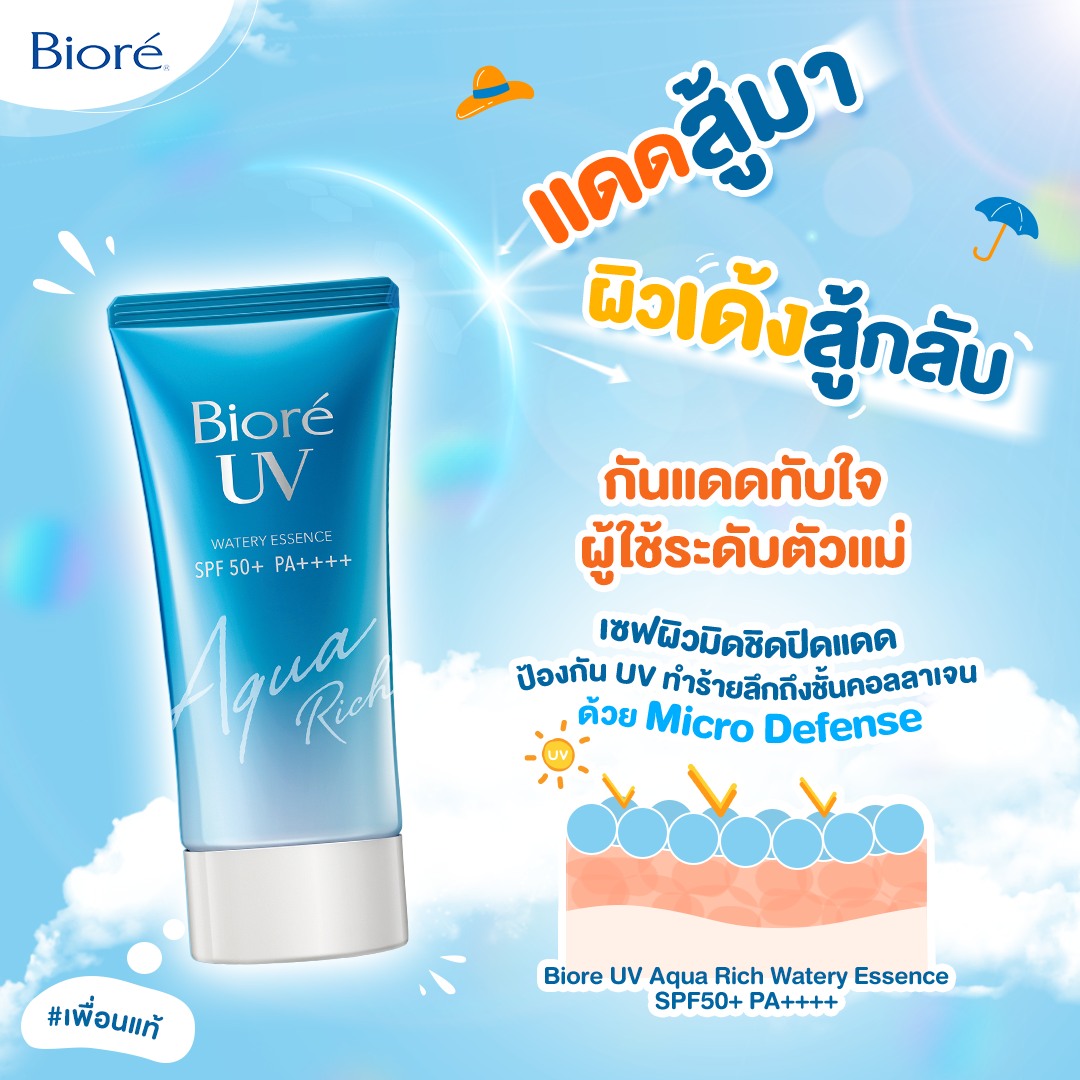 Bioré
แดดสู้มา
ผิวเด้งสู้กลับ
Bioré
UV
WATERY ESSENCE
SPF 50+ PA++++
Aqua
Rich
กันแดดทับใจ
ผู้ใช้ระดับตัวแม่
เซฟผิวมิดชิดปิดแดด
ป้องกัน UV ทำร้ายลึกถึงชั้นคอลลาเจน
ด้วย Micro Defense
UV
Biore UV Aqua Rich Watery Essence
SPF50+ PA++++
#เพื่อนแท้